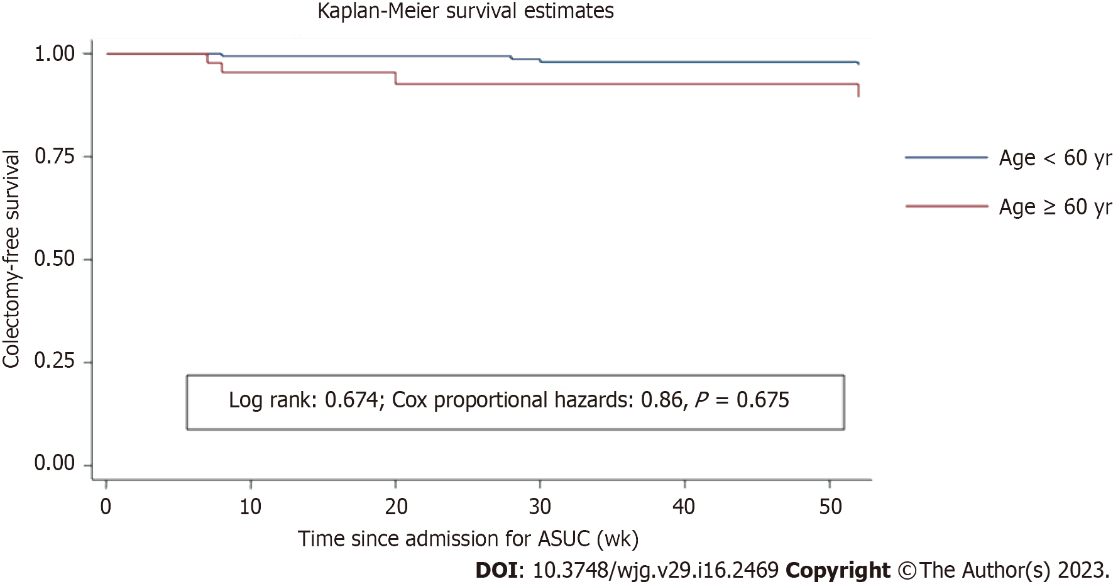 Kaplan-Meier survival estimates
1.00
0.75
0.50
0.25
0.00
Colectomy-free survival
Age < 60 yr
Age ≥ 60 yr
Log rank: 0.674; Cox proportional hazards: 0.86, P = 0.675
0 10 20 30 40 50
Time since admission for ASUC (wk)
DOI: 10.3748/wjg.v29.i16.2469 Copyright ©The Author(s) 2023.